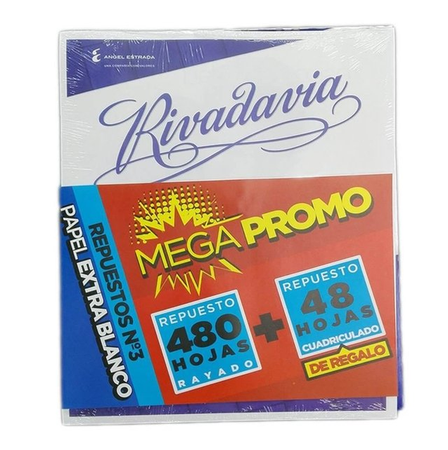 ANGEL ESTRADA
Rivadavia
REPUESTOS Nº3
PAPEL EXTRA BLANCO
MEGA PROMO
REPUESTO
480
HOJAS
RAYADO
+
REPUESTO
48
HOJAS
CUADRICULADO
DE REGALO